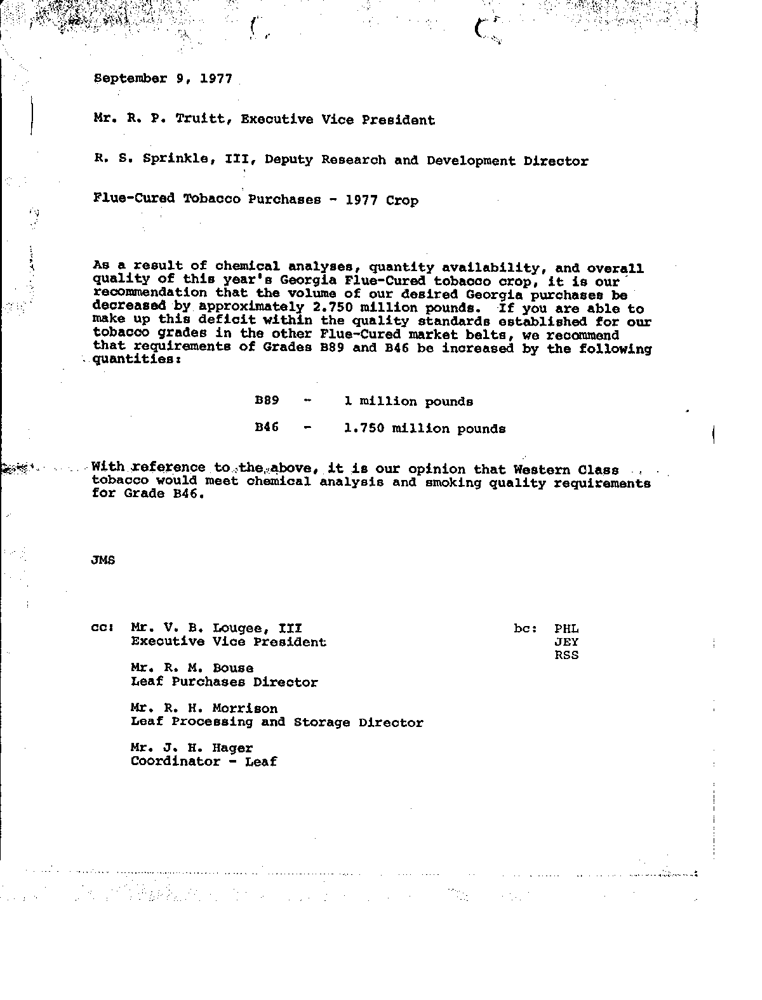 September 9, 1977
Mr. R. P. Truitt, Executive Vice President
R. S. Sprinkle, III, Deputy Research and Development Director
Flue-Cured Tobacco Purchases - 1977 Crop
As a result of chemical analyses, quantity availability, and overall
quality of this year's Georgia Flue-Cured tobacco crop, it is our
recommendation that the volume of our desired Georgia purchases be
decreased by approximately 2.750 million pounds. If you are able to
make up this deficit within the quality standards established for our
tobacco grades in the other Flue-Cured market belts, we recommend
that requirements of Grades B89 and B46 be increased by the following
quantities:
B89 - 1 million pounds
B46 - 1.750 million pounds
With reference to the above, it is our opinion that Western Class
tobacco would meet chemical analysis and smoking quality requirements
for Grade B46.
JMS
cc: Mr. V. B. Lougee, III bc: PHL
Executive Vice President JEY
RSS
Mr. R. M. Bouse
Leaf Purchases Director
Mr. R. H. Morrison
Leaf Processing and Storage Director
Mr. J. H. Hager
Coordinator - Leaf